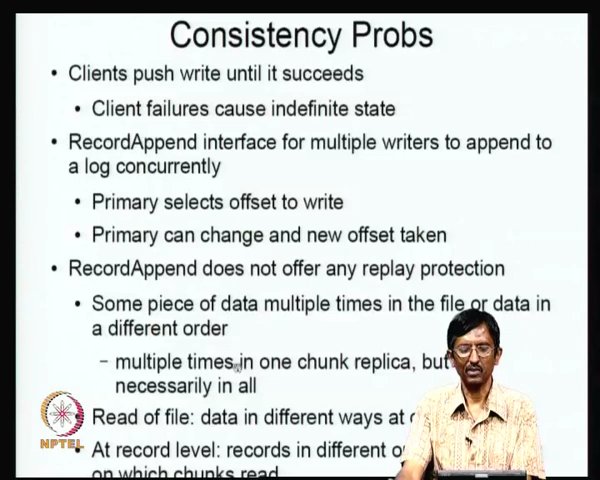 Consistency Probs
• Clients push write until it succeeds
• Client failures cause indefinite state
• RecordAppend interface for multiple writers to append to
a log concurrently
• Primary selects offset to write
• Primary can change and new offset taken
• RecordAppend does not offer any replay protection
• Some piece of data multiple times in the file or data in
a different order
– multiple times in one chunk replica, but
necessarily in all
Read of file: data in different ways at
• At record level: records in different
on which chunks read
NPTEL